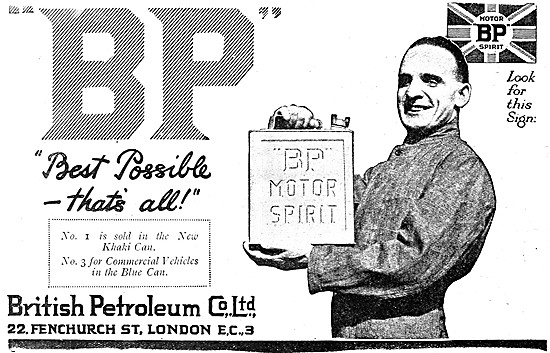 "BP"
MOTOR
"BP"
SPIRIT
Look
for
this
Sign:
"Best Possible
– that's all!"
"BP"
MOTOR
SPIRIT
No. 1 is sold in the New
Khaki Can.
No. 3 for Commercial Vehicles
in the Blue Can.
British Petroleum Co., Ltd.,
22. FENCHURCH ST, LONDON E.C., 3